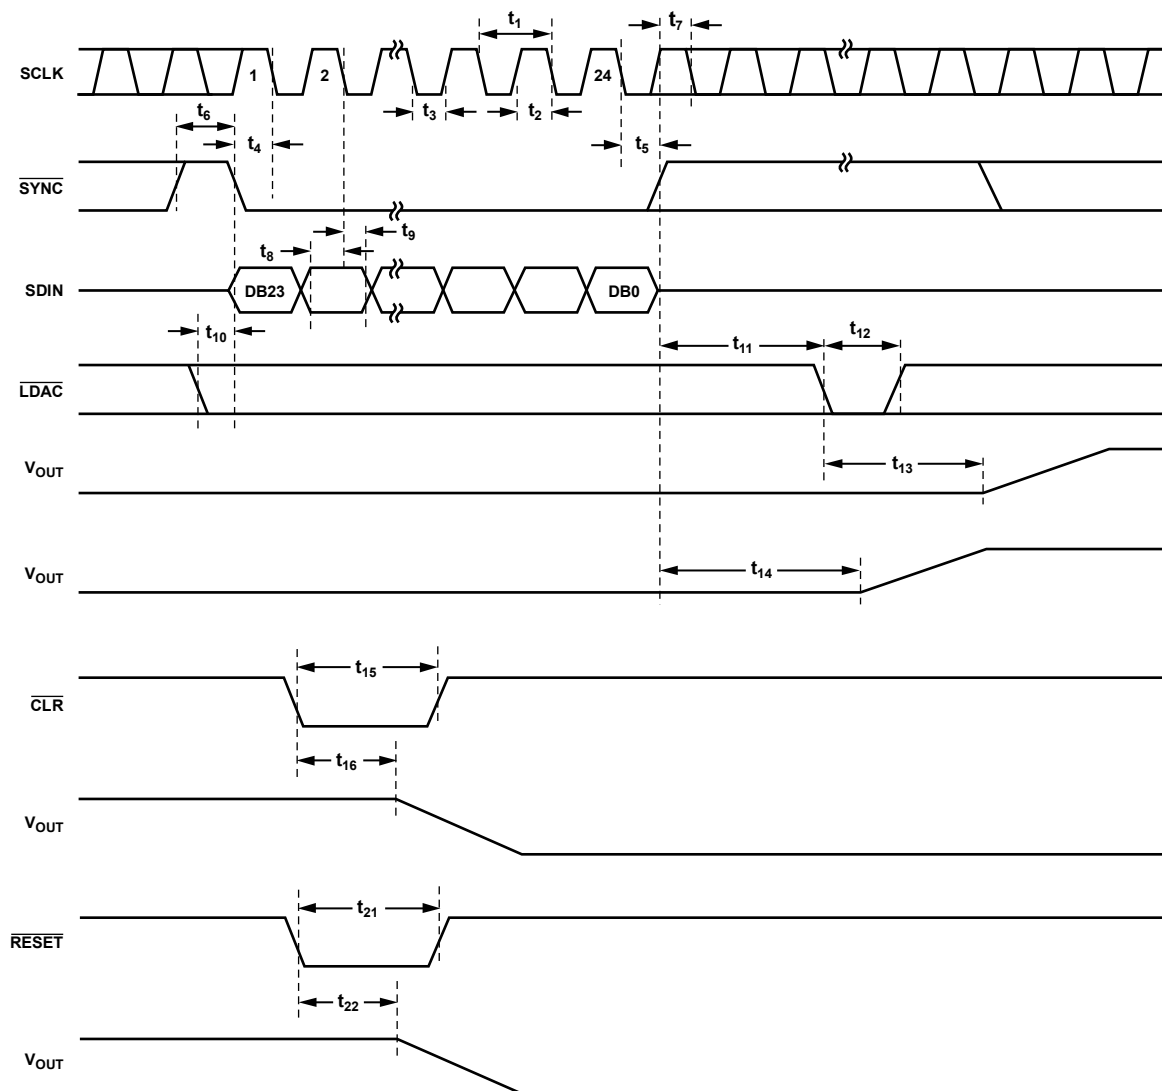 t1
t7
SCLK
1
2
24
t3
t2
t6
t4
t5
SYNC
t9
t8
SDIN
DB23
DB0
t10
t11
t12
LDAC
VOUT
t13
VOUT
t14
t15
CLR
t16
VOUT
t21
RESET
t22
VOUT